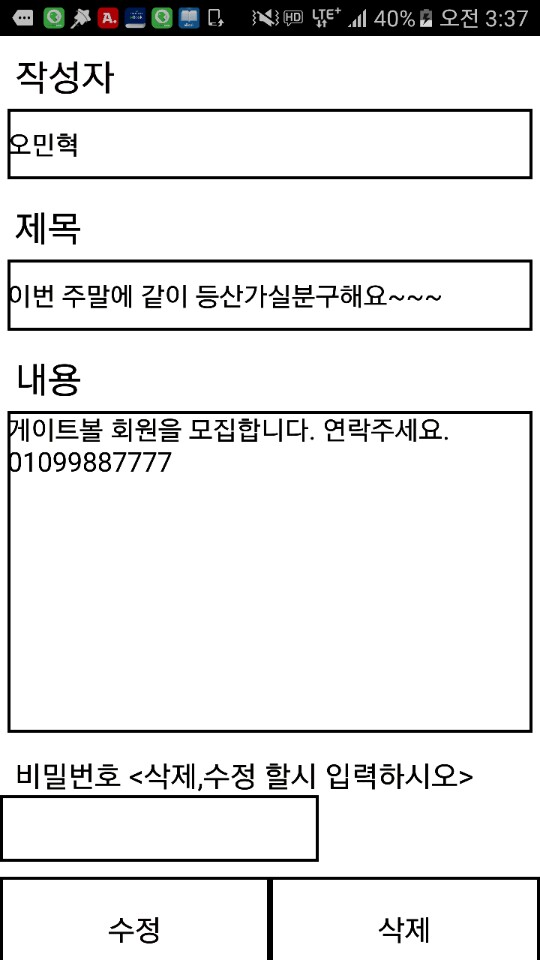 HD LTE+ 40% 오전 3:37
작성자
오민혁
제목
이번 주말에 같이 등산가실분구해요~~~
내용
게이트볼 회원을 모집합니다. 연락주세요.
01099887777
비밀번호 <삭제,수정 할시 입력하시오>
수정 삭제